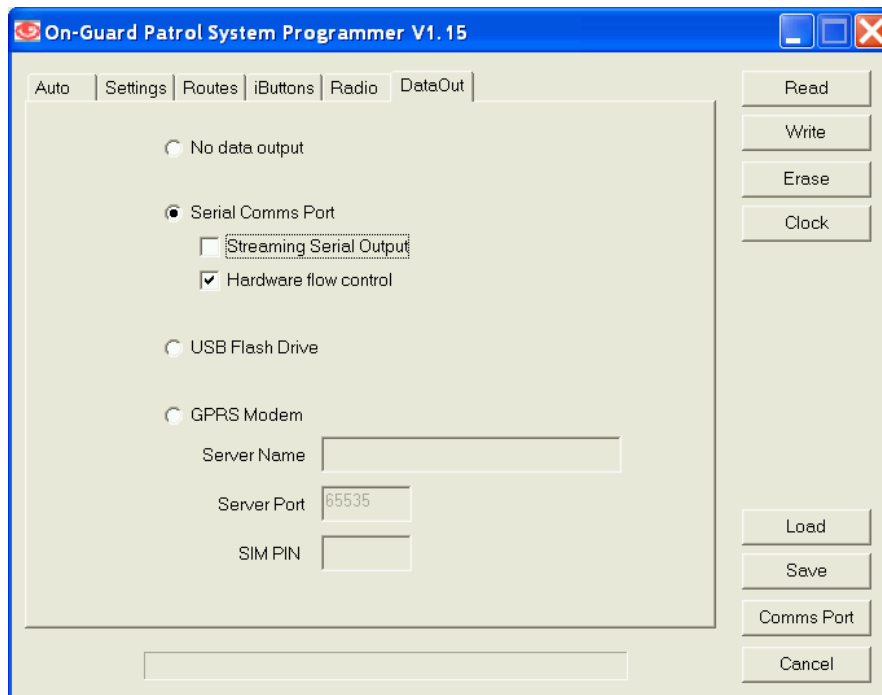 On-Guard Patrol System Programmer V1.15
Auto Settings Routes iButtons Radio DataOut
No data output
Serial Comms Port
Streaming Serial Output
Hardware flow control
USB Flash Drive
GPRS Modem
Server Name
Server Port 65535
SIM PIN
Read
Write
Erase
Clock
Load
Save
Comms Port
Cancel